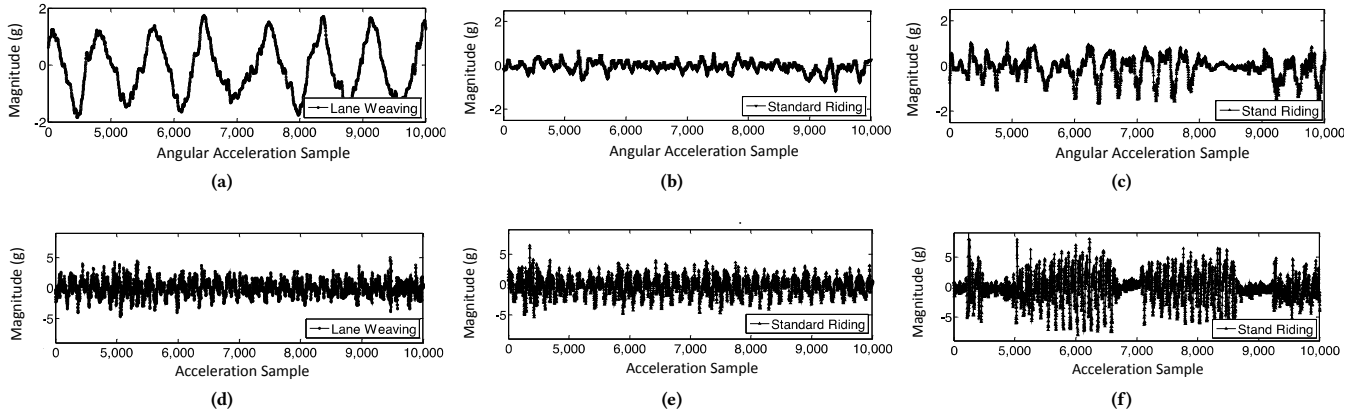 Magnitude (g)
2
0
-2
Lane Weaving
0 5,000 6,000 7,000 8,000 9,000 10,000
Angular Acceleration Sample
(a)
Magnitude (g)
2
0
-2
Standard Riding
0 5,000 6,000 7,000 8,000 9,000 10,000
Angular Acceleration Sample
(b)
Magnitude (g)
2
0
-2
Stand Riding
0 5,000 6,000 7,000 8,000 9,000 10,000
Angular Acceleration Sample
(c)
Magnitude (g)
5
0
-5
Lane Weaving
0 5,000 6,000 7,000 8,000 9,000 10,000
Acceleration Sample
(d)
Magnitude (g)
5
0
-5
Standard Riding
0 5,000 6,000 7,000 8,000 9,000 10,000
Acceleration Sample
(e)
Magnitude (g)
5
0
-5
Stand Riding
0 5,000 6,000 7,000 8,000 9,000 10,000
Acceleration Sample
(f)